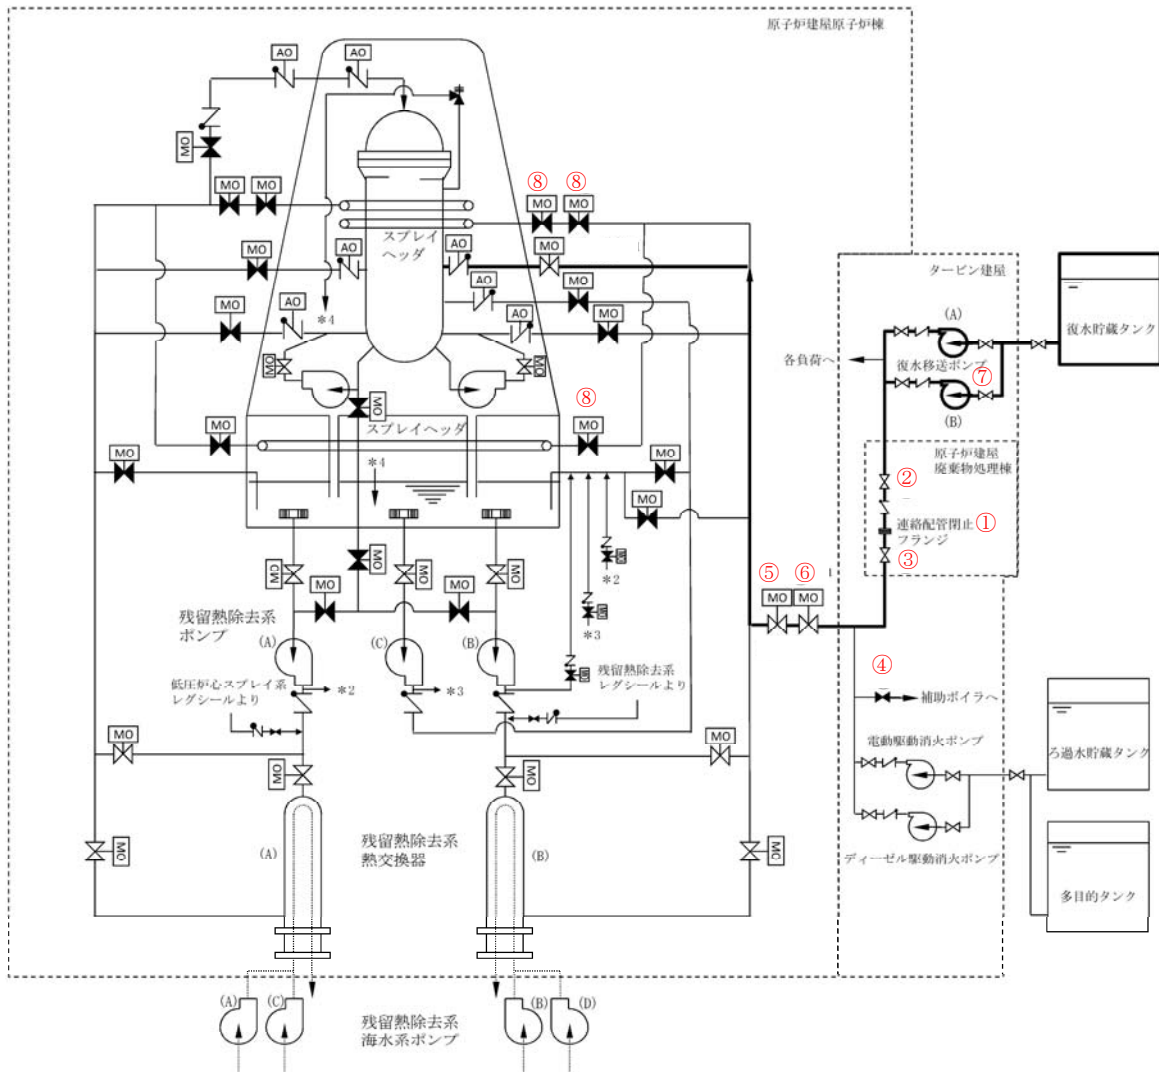 原子炉建屋原子炉棟
AO
AO
MO
MO
MO
⑧
⑧
MO
MO
スプレイ
ヘッダ
MO
AO
AO
MO
タービン建屋
AO
MO
＊4
MO
AO
AO
MO
(A)
復水貯蔵タンク
各負荷へ
復水移送ポンプ
⑦
(B)
MO
MO
MO
⑧
スプレイヘッダ
MO
MO
原子炉建屋
廃棄物処理棟
MO
＊4
MO
②
MO
連絡配管閉止
フランジ
①
③
MO
MO
MO
MO
MO
MO
MO
＊2
MO
＊3
MO
⑤
⑥
MO
MO
残留熱除去系
ポンプ
(A)
(C)
(B)
④
補助ボイラへ
低圧炉心スプレイ系
レグシールより
＊2
＊3
残留熱除去系
レグシールより
MO
MO
電動駆動消火ポンプ
ろ過水貯蔵タンク
MO
MO
残留熱除去系
熱交換器
(A)
(B)
MO
MO
ディーゼル駆動消火ポンプ
多目的タンク
(A)
(C)
(B)
(D)
残留熱除去系
海水系ポンプ